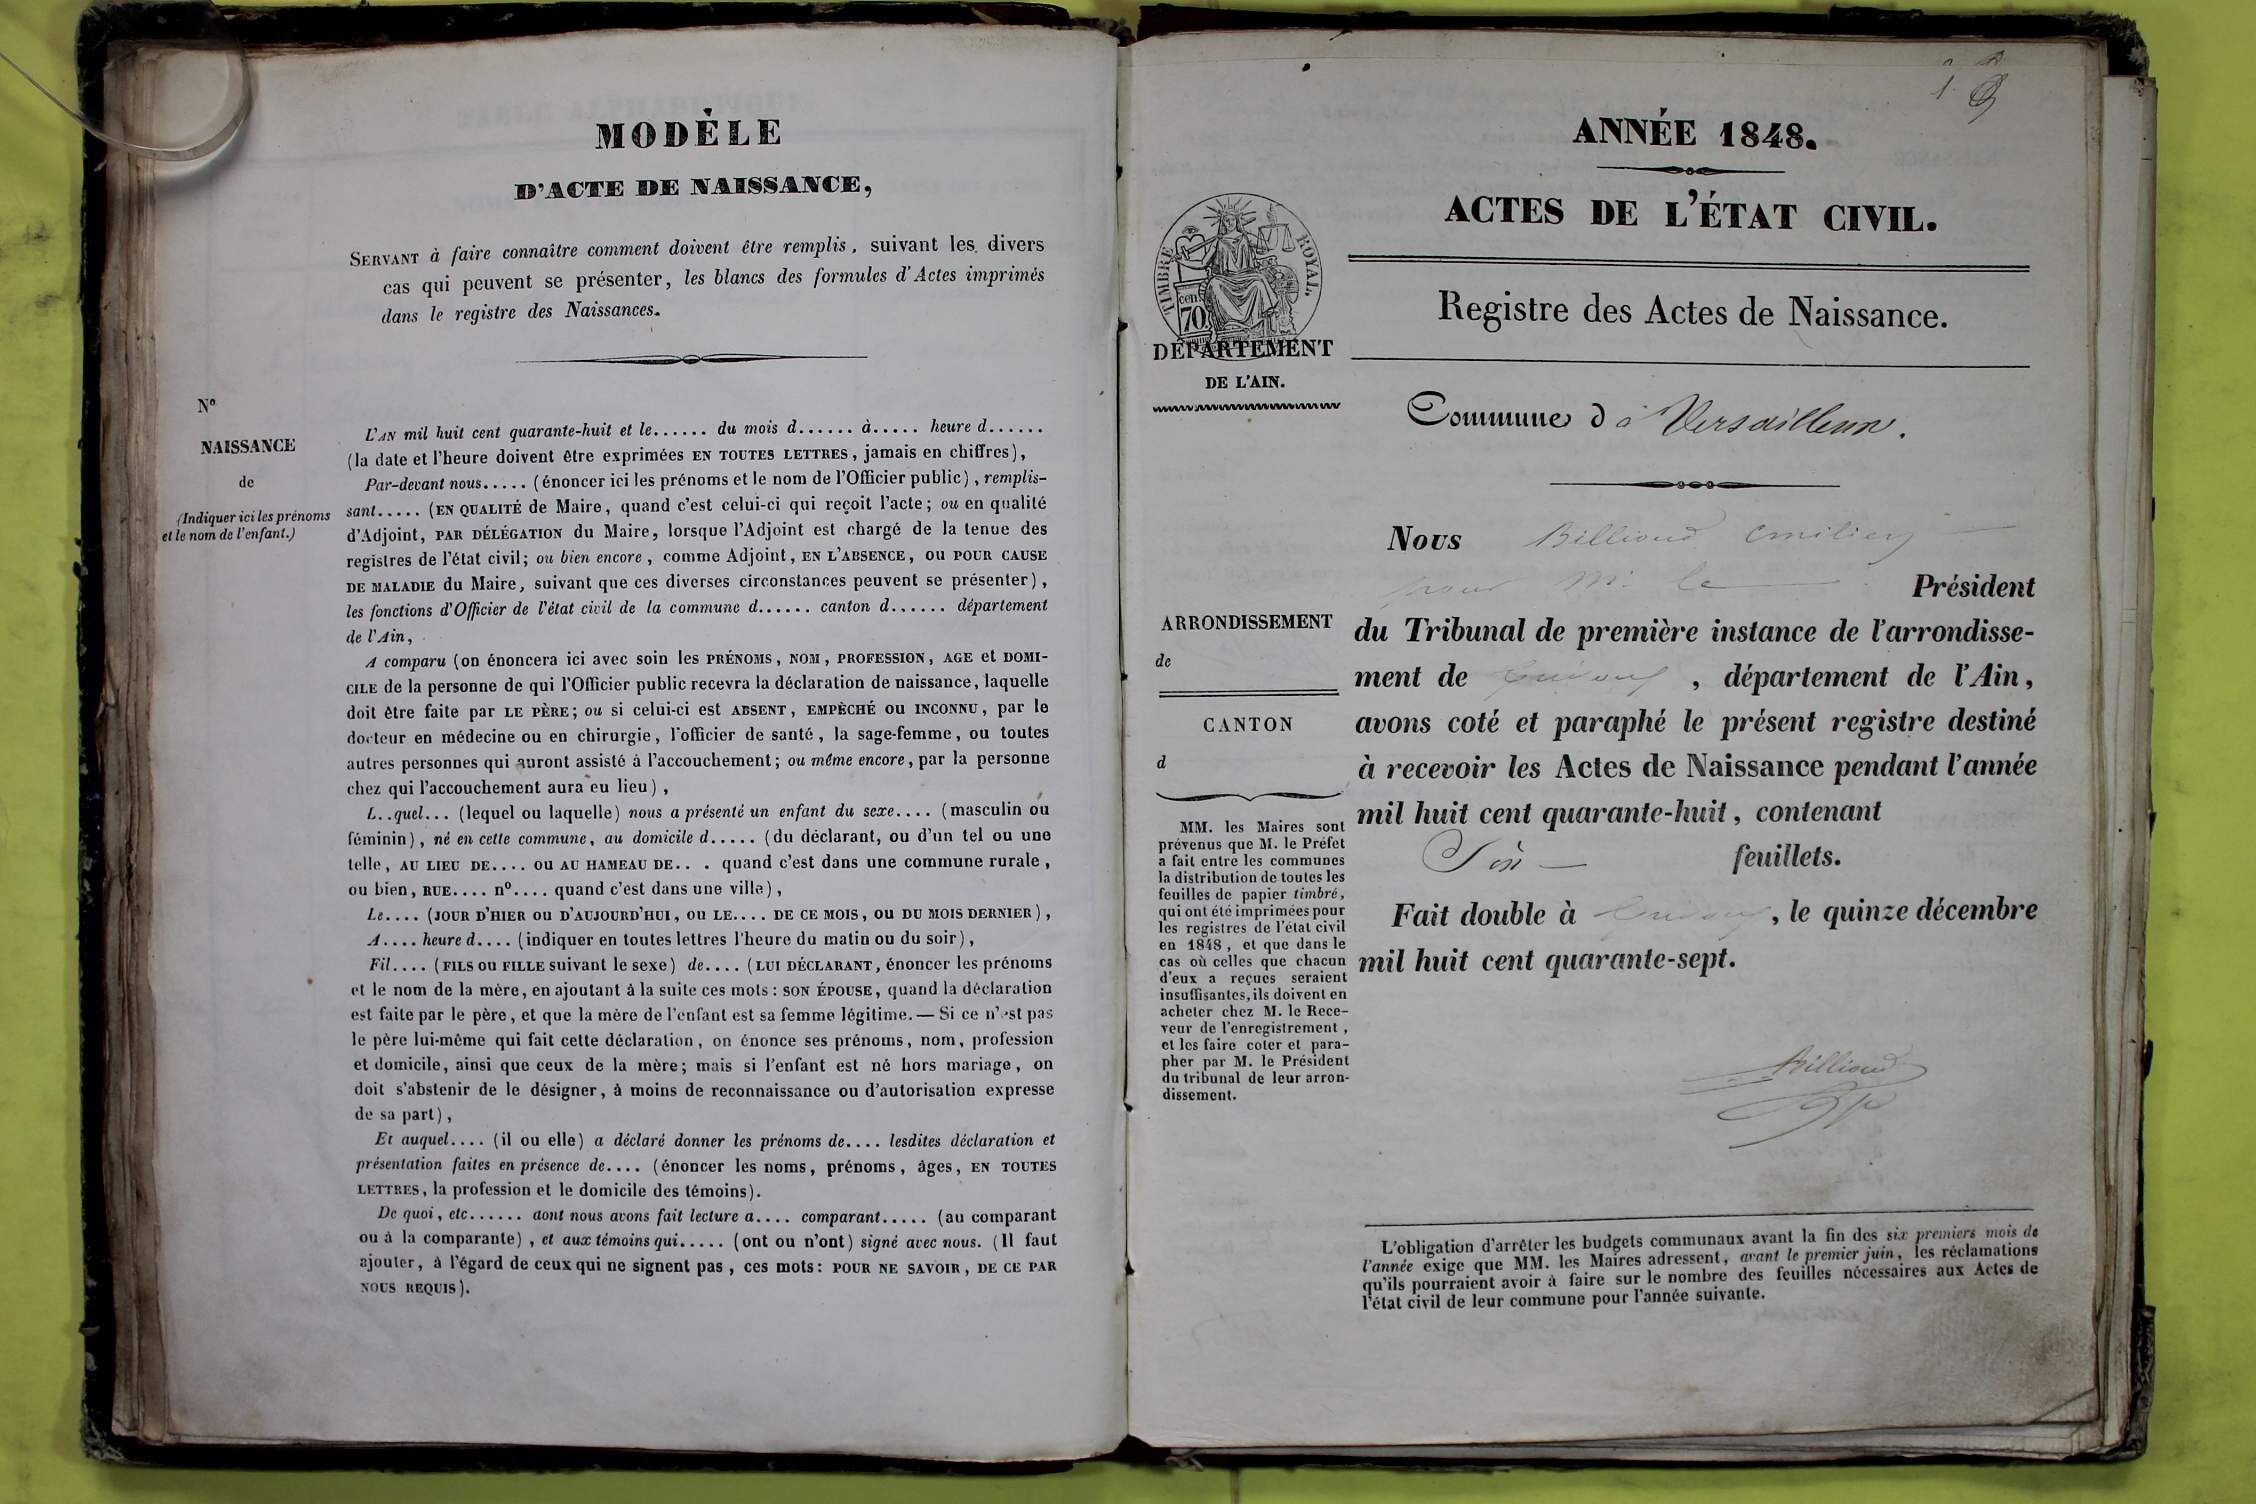 MODÈLE
D'ACTE DE NAISSANCE,
SERVANT à faire connaître comment doivent être remplis, suivant les divers
cas qui peuvent se présenter, les blancs des formules d'Actes imprimés
dans le registre des Naissances.
N°
NAISSANCE
de
(Indiquer ici les prénoms
et le nom de l'enfant.)
L'AN mil huit cent quarante-huit et le...... du mois d...... à..... heure d......
(la date et l'heure doivent être exprimées EN TOUTES LETTRES, jamais en chiffres),
Par-devant nous..... (énoncer ici les prénoms et le nom de l'Officier public), remplis-
sant..... (EN QUALITÉ de Maire, quand c'est celui-ci qui reçoit l'acte; ou en qualité
d'Adjoint, PAR DÉLÉGATION du Maire, lorsque l'Adjoint est chargé de la tenue des
registres de l'état civil; ou bien encore, comme Adjoint, EN L'ABSENCE, OU POUR CAUSE
DE MALADIE du Maire, suivant que ces diverses circonstances peuvent se présenter),
les fonctions d'Officier de l'état civil de la commune d...... canton d...... département
de l'Ain,
A comparu (on énoncera ici avec soin les PRÉNOMS, NOM, PROFESSION, AGE et DOMI-
CILE de la personne de qui l'Officier public recevra la déclaration de naissance, laquelle
doit être faite par LE PÈRE; ou si celui-ci est ABSENT, EMPÈCHÉ ou INCONNU, par le
docteur en médecine ou en chirurgie, l'officier de santé, la sage-femme, ou toutes
autres personnes qui auront assisté à l'accouchement; ou même encore, par la personne
chez qui l'accouchement aura eu lieu),
L..quel... (lequel ou laquelle) nous a présenté un enfant du sexe.... (masculin ou
féminin), né en cette commune, au domicile d..... (du déclarant, ou d'un tel ou une
telle, AU LIEU DE.... OU AU HAMEAU DE.. . quand c'est dans une commune rurale,
ou bien, RUE.... n°.... quand c'est dans une ville),
Le.... (JOUR D'HIER ou D'AUJOURD'HUI, ou LE.... DE CE MOIS, ou DU MOIS DERNIER),
A.... heure d.... (indiquer en toutes lettres l'heure du matin ou du soir),
Fil.... (FILS ou FILLE suivant le sexe) de.... (LUI DÉCLARANT, énoncer les prénoms
et le nom de la mère, en ajoutant à la suite ces mots: SON ÉPOUSE, quand la déclaration
est faite par le père, et que la mère de l'enfant est sa femme légitime. — Si ce n'est pas
le père lui-même qui fait cette déclaration, on énonce ses prénoms, nom, profession
et domicile, ainsi que ceux de la mère; mais si l'enfant est né hors mariage, on
doit s'abstenir de le désigner, à moins de reconnaissance ou d'autorisation expresse
de sa part),
Et auquel.... (il ou elle) a déclaré donner les prénoms de.... lesdites déclaration et
présentation faites en présence de.... (énoncer les noms, prénoms, âges, EN TOUTES
LETTRES, la profession et le domicile des témoins).
De quoi, etc...... dont nous avons fait lecture a.... comparant..... (au comparant
ou à la comparante), et aux témoins qui..... (ont ou n'ont) signé avec nous. (Il faut
ajouter, à l'égard de ceux qui ne signent pas, ces mots: POUR NE SAVOIR, DE CE PAR
NOUS REQUIS).
1
ANNÉE 1848.
ACTES DE L'ÉTAT CIVIL.
Registre des Actes de Naissance.
TIMBRE ROYAL.
cen. 70
DÉPARTEMENT
DE L'AIN.
Commune d à Versailleux.
ARRONDISSEMENT
de
CANTON
d
MM. les Maires sont
prévenus que M. le Préfet
a fait entre les communes
la distribution de toutes les
feuilles de papier timbré,
qui ont été imprimées pour
les registres de l'état civil
en 1848, et que dans le
cas où celles que chacun
d'eux a reçues seraient
insuffisantes, ils doivent en
acheter chez M. le Rece-
veur de l'enregistrement,
et les faire coter et para-
pher par M. le Président
du tribunal de leur arron-
dissement.
Nous Billioud Emilien
pour Mr le Président
du Tribunal de première instance de l'arrondisse-
ment de Trévoux, département de l'Ain,
avons coté et paraphé le présent registre destiné
à recevoir les Actes de Naissance pendant l'année
mil huit cent quarante-huit, contenant
feuillets.
Fait double à Trévoux, le quinze décembre
mil huit cent quarante-sept.
Billioud
L'obligation d'arrêter les budgets communaux avant la fin des six premiers mois de
l'année exige que MM. les Maires adressent, avant le premier juin, les réclamations
qu'ils pourraient avoir à faire sur le nombre des feuilles nécessaires aux Actes de
l'état civil de leur commune pour l'année suivante.